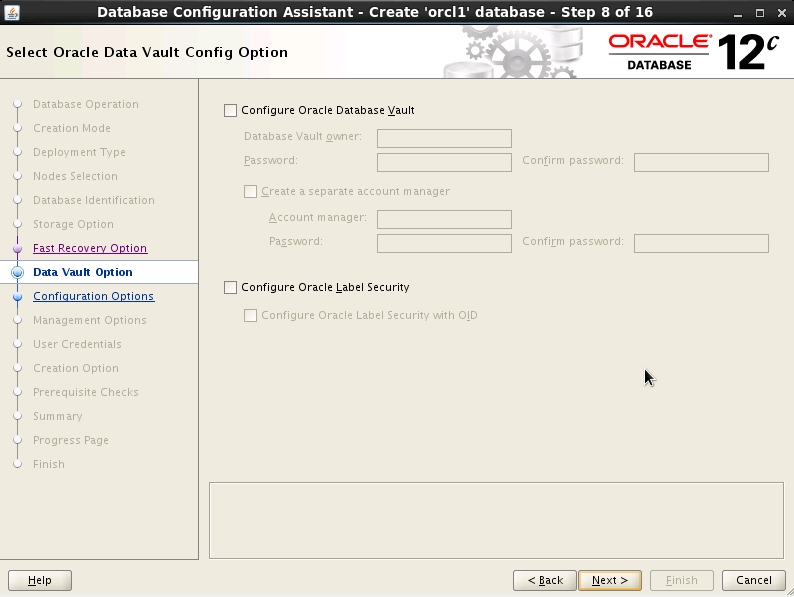 Database Configuration Assistant - Create 'orcl1' database - Step 8 of 16
Select Oracle Data Vault Config Option
ORACLE
DATABASE
12c
Database Operation
Creation Mode
Deployment Type
Nodes Selection
Database Identification
Storage Option
Fast Recovery Option
Data Vault Option
Configuration Options
Management Options
User Credentials
Creation Option
Prerequisite Checks
Summary
Progress Page
Finish
Configure Oracle Database Vault
Database Vault owner:
Password: Confirm password:
Create a separate account manager
Account manager:
Password: Confirm password:
Configure Oracle Label Security
Configure Oracle Label Security with OID
Help < Back Next > Finish Cancel